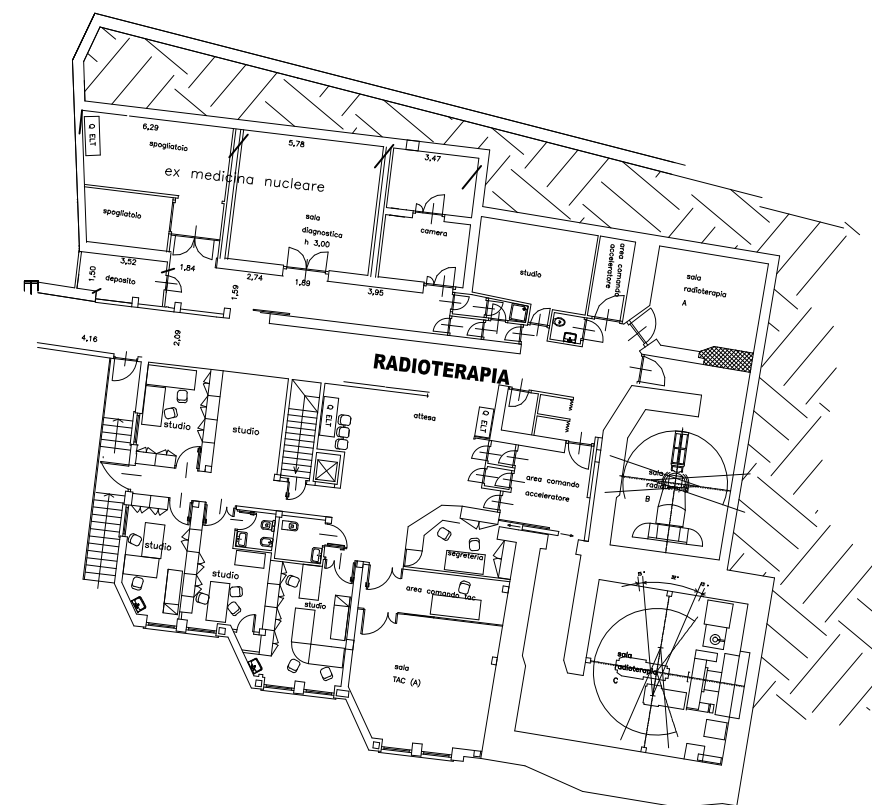 6,29
5,78
3,47
Q ELT
spogliatoio
ex medicina nucleare
spogliatoio
sala
diagnostica
h 3,00
camera
studio
area comando
acceleratore
sala
radioterapia
A
3,52
1,84
1,50
deposito
2,74
1,89
3,95
1,59
4,16
2,09
RADIOTERAPIA
studio
studio
Q ELT
attesa
Q ELT
area comando
acceleratore
sala
radioterapia
B
studio
studio
studio
segreteria
area comando tac
sala
TAC (A)
sala
radioterapia
C